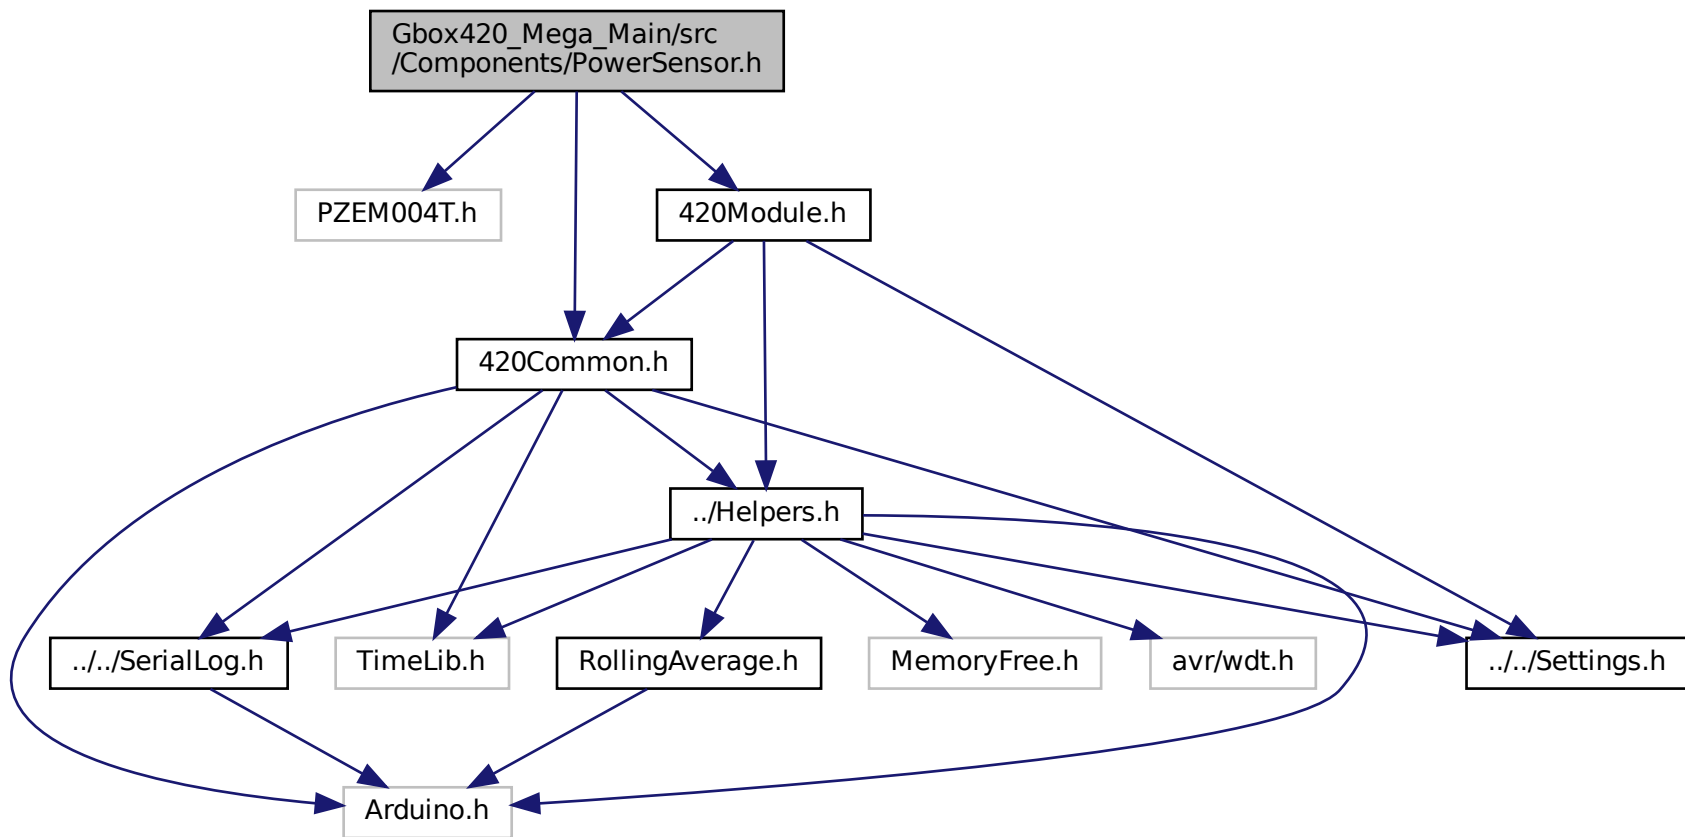 Gbox420_Mega_Main/src
/Components/PowerSensor.h
PZEM004T.h
420Module.h
420Common.h
../Helpers.h
../../SerialLog.h
TimeLib.h
RollingAverage.h
MemoryFree.h
avr/wdt.h
../../Settings.h
Arduino.h